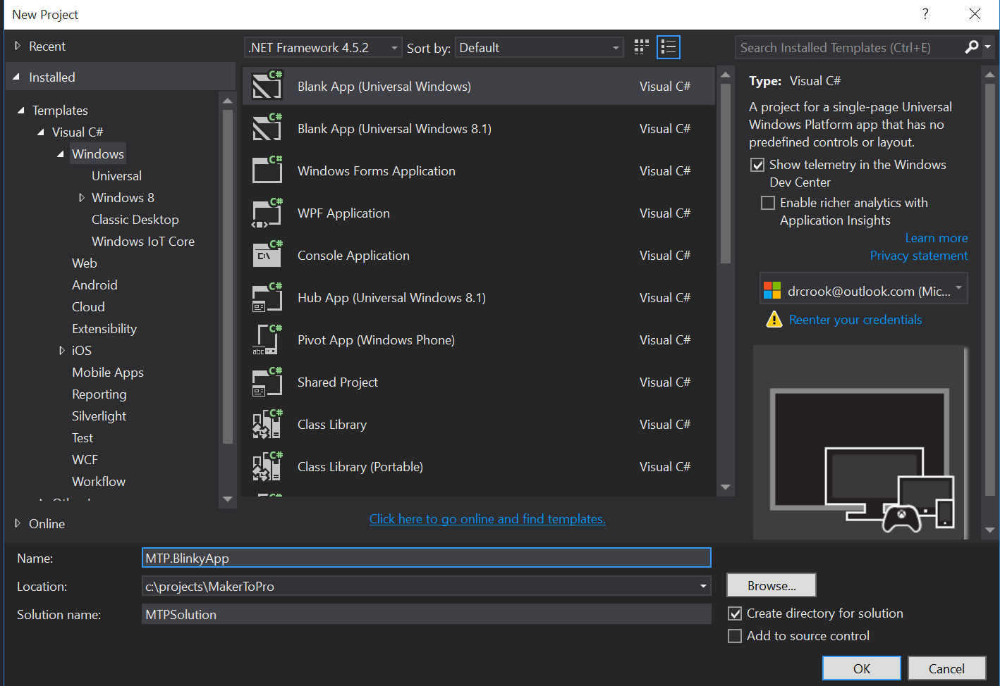 New Project
?
Recent
.NET Framework 4.5.2
Sort by:
Default
Search Installed Templates (Ctrl+E)
Installed
Templates
Visual C#
Windows
Universal
Windows 8
Classic Desktop
Windows IoT Core
Web
Android
Cloud
Extensibility
iOS
Mobile Apps
Reporting
Silverlight
Test
WCF
Workflow
Online
C# Blank App (Universal Windows) Visual C#
C# Blank App (Universal Windows 8.1) Visual C#
C# Windows Forms Application Visual C#
C# WPF Application Visual C#
C# Console Application Visual C#
C# Hub App (Universal Windows 8.1) Visual C#
C# Pivot App (Windows Phone) Visual C#
C# Shared Project Visual C#
C# Class Library Visual C#
C# Class Library (Portable) Visual C#
Click here to go online and find templates.
Type: Visual C#
A project for a single-page Universal
Windows Platform app that has no
predefined controls or layout.
Show telemetry in the Windows
Dev Center
Enable richer analytics with
Application Insights
Learn more
Privacy statement
drcrook@outlook.com (Mic...
Reenter your credentials
Name: MTP.BlinkyApp
Location: c:\projects\MakerToPro
Browse...
Solution name: MTPSolution
Create directory for solution
Add to source control
OK
Cancel